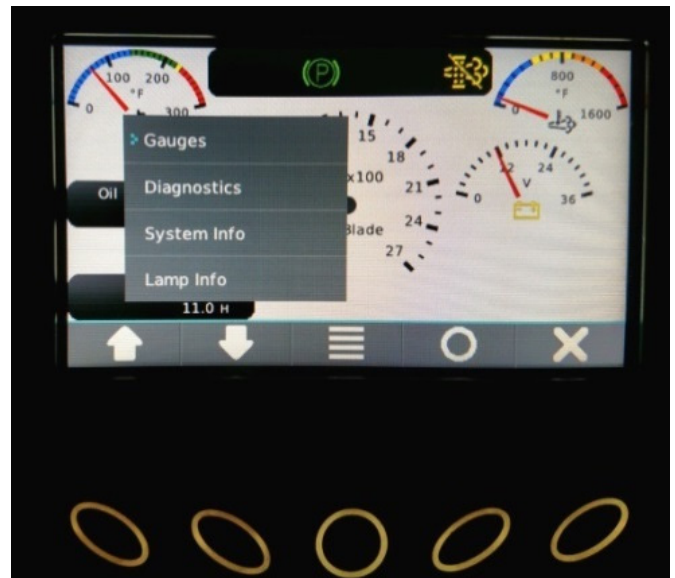 100 200
°F
0 300
P
800
°F
0 1600
Gauges
Diagnostics
System Info
Lamp Info
15
18
x100
21
Blade
24
27
12 24
V
0 36
Oil
11.0 H